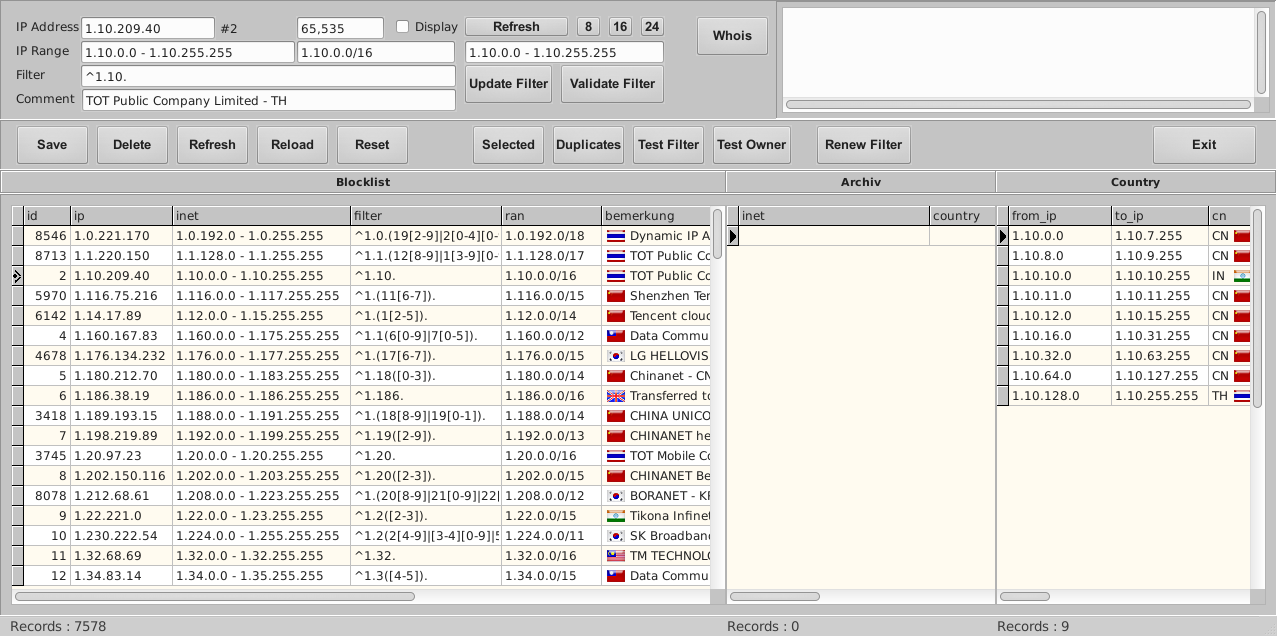 IP Address 1.10.209.40 #2 65,535 Display Refresh 8 16 24
IP Range 1.10.0.0 - 1.10.255.255 1.10.0.0/16 1.10.0.0 - 1.10.255.255 Whois
Filter ^1.10. Update Filter Validate Filter
Comment TOT Public Company Limited - TH
Save Delete Refresh Reload Reset Selected Duplicates Test Filter Test Owner Renew Filter Exit
Blocklist Archiv Country
id ip inet filter ran bemerkung
8546 1.0.221.170 1.0.192.0 - 1.0.255.255 ^1.0.(19[2-9]|2[0-4][0- 1.0.192.0/18 Dynamic IP A
8713 1.1.220.150 1.1.128.0 - 1.1.255.255 ^1.1.(12[8-9]|1[3-9][0- 1.1.128.0/17 TOT Public Co
2 1.10.209.40 1.10.0.0 - 1.10.255.255 ^1.10. 1.10.0.0/16 TOT Public Co
5970 1.116.75.216 1.116.0.0 - 1.117.255.255 ^1.(11[6-7]). 1.116.0.0/15 Shenzhen Ten
6142 1.14.17.89 1.12.0.0 - 1.15.255.255 ^1.(1[2-5]). 1.12.0.0/14 Tencent cloud
4 1.160.167.83 1.160.0.0 - 1.175.255.255 ^1.1(6[0-9]|7[0-5]). 1.160.0.0/12 Data Commu
4678 1.176.134.232 1.176.0.0 - 1.177.255.255 ^1.(17[6-7]). 1.176.0.0/15 LG HELLOVIS
5 1.180.212.70 1.180.0.0 - 1.183.255.255 ^1.18([0-3]). 1.180.0.0/14 Chinanet - CN
6 1.186.38.19 1.186.0.0 - 1.186.255.255 ^1.186. 1.186.0.0/16 Transferred to
3418 1.189.193.15 1.188.0.0 - 1.191.255.255 ^1.(18[8-9]|19[0-1]). 1.188.0.0/14 CHINA UNICO
7 1.198.219.89 1.192.0.0 - 1.199.255.255 ^1.19([2-9]). 1.192.0.0/13 CHINANET he
3745 1.20.97.23 1.20.0.0 - 1.20.255.255 ^1.20. 1.20.0.0/16 TOT Mobile Co
8 1.202.150.116 1.202.0.0 - 1.203.255.255 ^1.20([2-3]). 1.202.0.0/15 CHINANET Be
8078 1.212.68.61 1.208.0.0 - 1.223.255.255 ^1.(20[8-9]|21[0-9]|22[ 1.208.0.0/12 BORANET - KR
9 1.22.221.0 1.22.0.0 - 1.23.255.255 ^1.2([2-3]). 1.22.0.0/15 Tikona Infinet
10 1.230.222.54 1.224.0.0 - 1.255.255.255 ^1.2(2[4-9]|[3-4][0-9]|5 1.224.0.0/11 SK Broadband
11 1.32.68.69 1.32.0.0 - 1.32.255.255 ^1.32. 1.32.0.0/16 TM TECHNOLO
12 1.34.83.14 1.34.0.0 - 1.35.255.255 ^1.3([4-5]). 1.34.0.0/15 Data Commu
inet country
from_ip to_ip cn
1.10.0.0 1.10.7.255 CN
1.10.8.0 1.10.9.255 CN
1.10.10.0 1.10.10.255 IN
1.10.11.0 1.10.11.255 CN
1.10.12.0 1.10.15.255 CN
1.10.16.0 1.10.31.255 CN
1.10.32.0 1.10.63.255 CN
1.10.64.0 1.10.127.255 CN
1.10.128.0 1.10.255.255 TH
Records : 7578 Records : 0 Records : 9